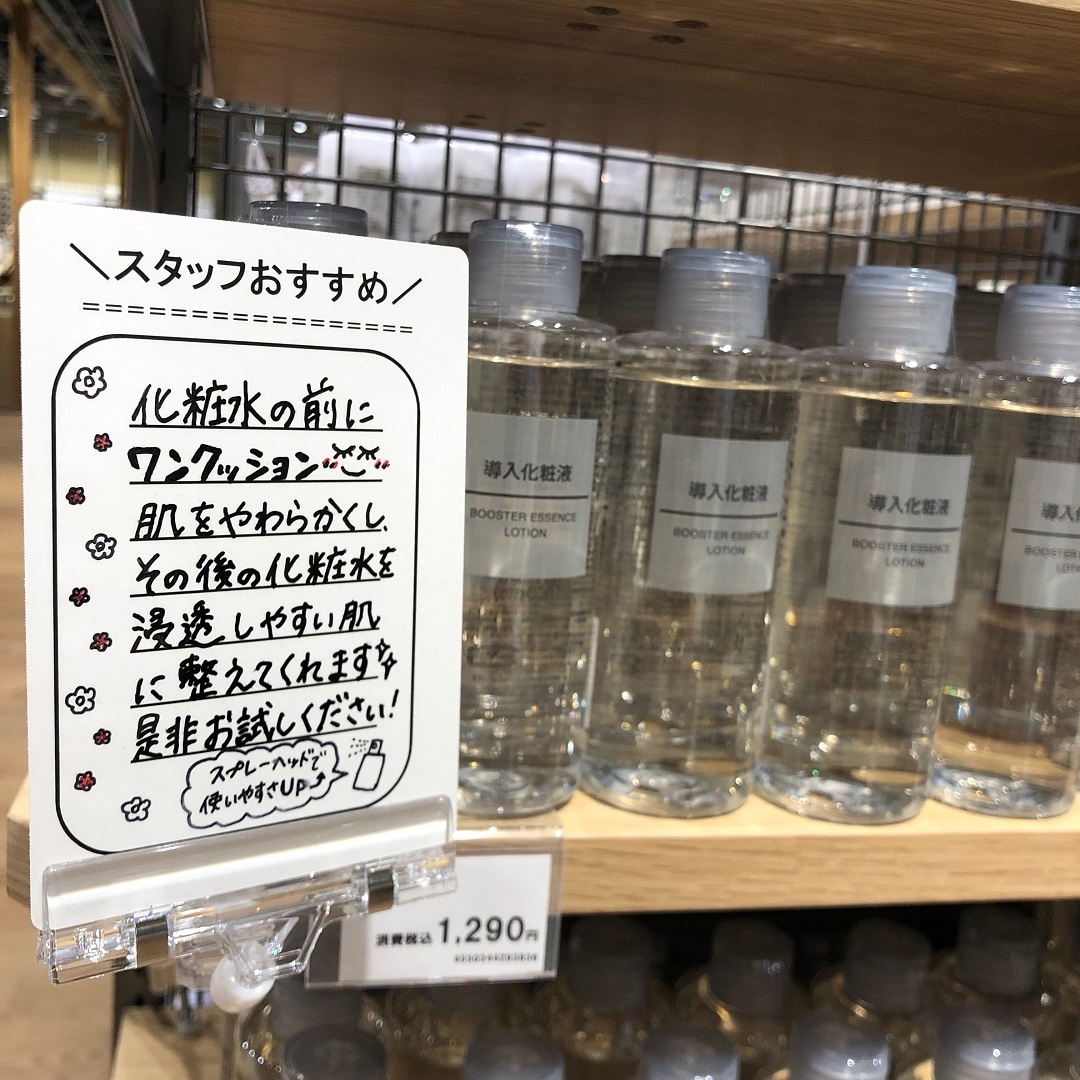 スタッフおすすめ
化粧水の前に
ワンクッション
肌をやわらかくし、
その後の化粧水を
浸透しやすい肌
に整えてくれます
是非お試しください!
スプレーヘッドで
使いやすさUP
導入化粧液
BOOSTER ESSENCE
LOTION
導入化粧液
BOOSTER ESSENCE
LOTION
導入化粧液
BOOSTER ESSENCE
LOTION
導入化
BOOSTER
消費税込1,290円